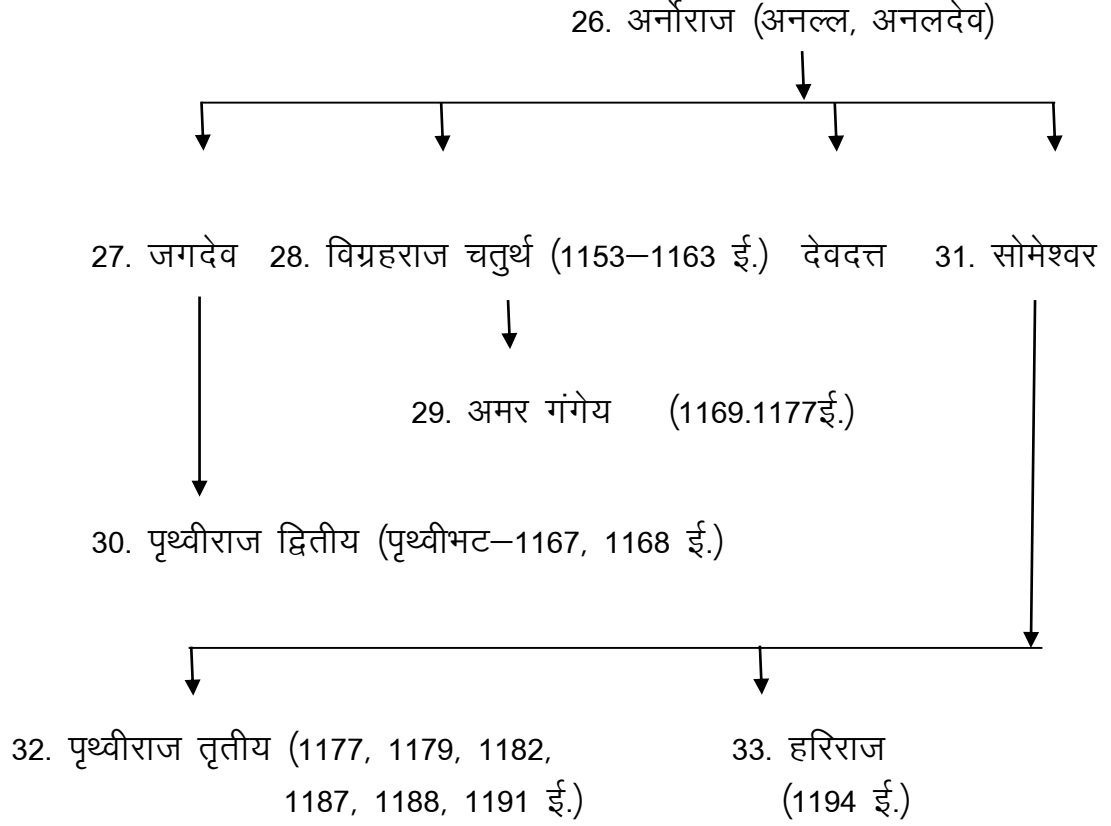 26. अर्नोराज (अनल्ल, अनलदेव)
27. जगदेव 28. विग्रहराज चतुर्थ (1153–1163 ई.) देवदत्त 31. सोमेश्वर
29. अमर गंगेय (1169.1177ई.)
30. पृथ्वीराज द्वितीय (पृथ्वीभट–1167, 1168 ई.)
32. पृथ्वीराज तृतीय (1177, 1179, 1182, 33. हरिराज
1187, 1188, 1191 ई.) (1194 ई.)